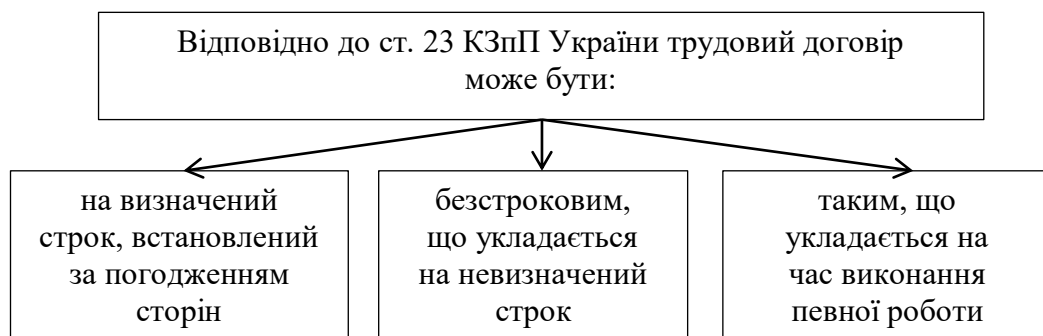 Відповідно до ст. 23 КЗпП України трудовий договір
може бути:
на визначений
строк, встановлений
за погодженням
сторін
безстроковим,
що укладається
на невизначений
строк
таким, що
укладається на
час виконання
певної роботи